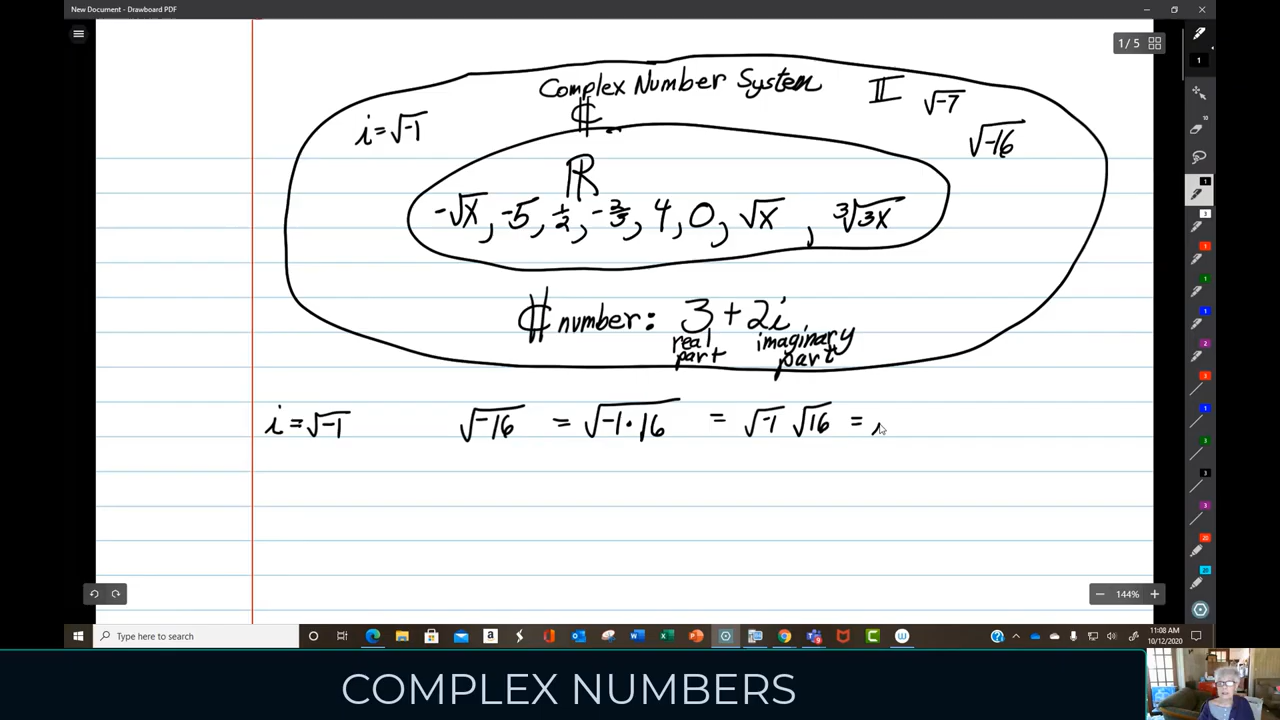 New Document - Drawboard PDF
1 / 5
Complex Number System
ℂ
𝕀
√-7
√-16
i = √-1
ℝ
-√x, -5, 1/2, -2/3, 4, 0, √x , ∛3x
ℂ number: 3 + 2i
real part
imaginary part
i = √-1 √-16 = √-1·16 = √-1 √16 = i
144%
Type here to search
11:08 AM
10/12/2020
COMPLEX NUMBERS